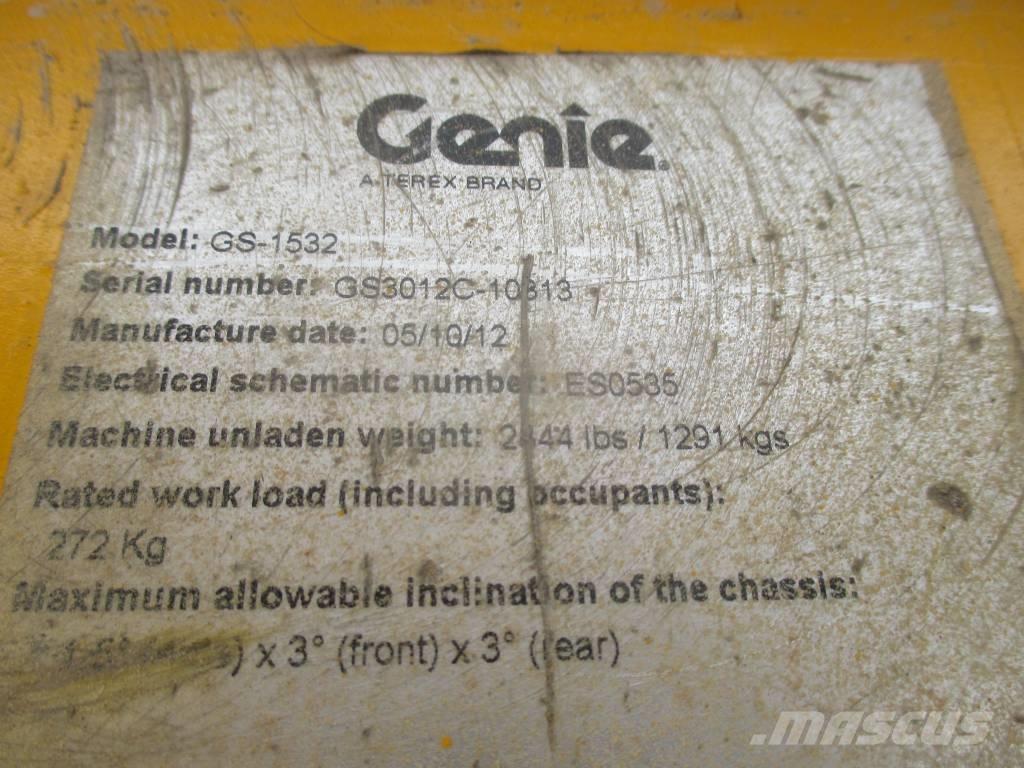 Genie
A TEREX BRAND
Model: GS-1532
Serial number: GS3012C-10813
Manufacture date: 05/10/12
Electrical schematic number: ES0535
Machine unladen weight: lbs / 1291 kgs
Rated work load (including occupants):
272 Kg
Maximum allowable inclination of the chassis:
x 3° (front) x 3° (rear)
MASCUS